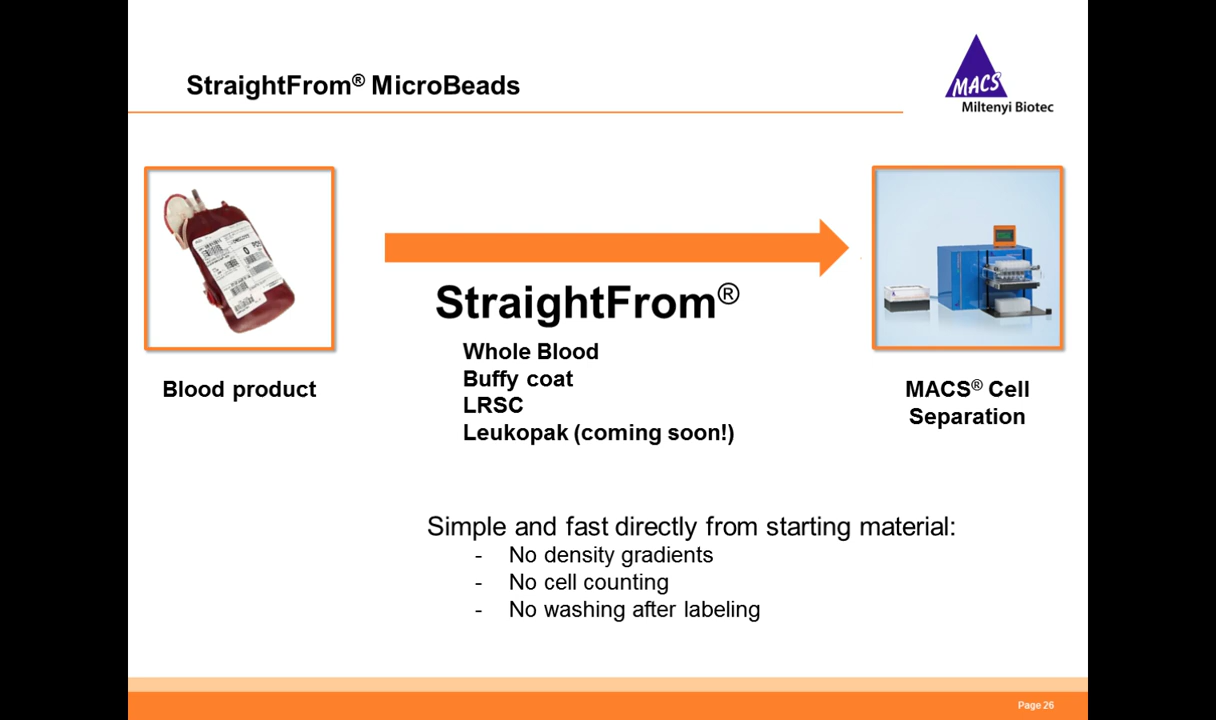 StraightFrom® MicroBeads
MACS
Miltenyi Biotec
StraightFrom®
Whole Blood
Buffy coat
LRSC
Leukopak (coming soon!)
Blood product
MACS® Cell
Separation
Simple and fast directly from starting material:
- No density gradients
- No cell counting
- No washing after labeling
Page 26